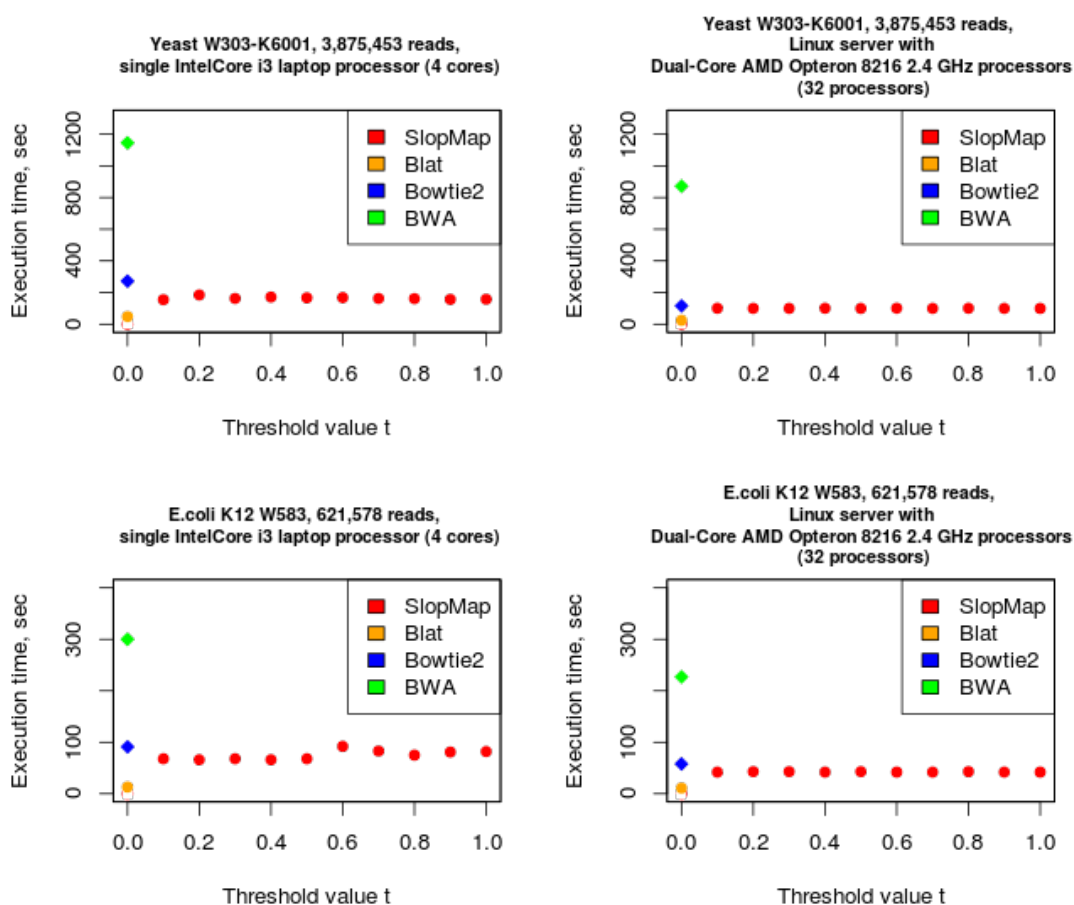 Yeast W303-K6001, 3,875,453 reads,
single IntelCore i3 laptop processor (4 cores)
Execution time, sec
1200
800
400
0
SlopMap
Blat
Bowtie2
BWA
0.0 0.2 0.4 0.6 0.8 1.0
Threshold value t
Yeast W303-K6001, 3,875,453 reads,
Linux server with
Dual-Core AMD Opteron 8216 2.4 GHz processors
(32 processors)
Execution time, sec
1200
800
400
0
SlopMap
Blat
Bowtie2
BWA
0.0 0.2 0.4 0.6 0.8 1.0
Threshold value t
E.coli K12 W583, 621,578 reads,
single IntelCore i3 laptop processor (4 cores)
Execution time, sec
300
100
0
SlopMap
Blat
Bowtie2
BWA
0.0 0.2 0.4 0.6 0.8 1.0
Threshold value t
E.coli K12 W583, 621,578 reads,
Linux server with
Dual-Core AMD Opteron 8216 2.4 GHz processors
(32 processors)
Execution time, sec
300
100
0
SlopMap
Blat
Bowtie2
BWA
0.0 0.2 0.4 0.6 0.8 1.0
Threshold value t